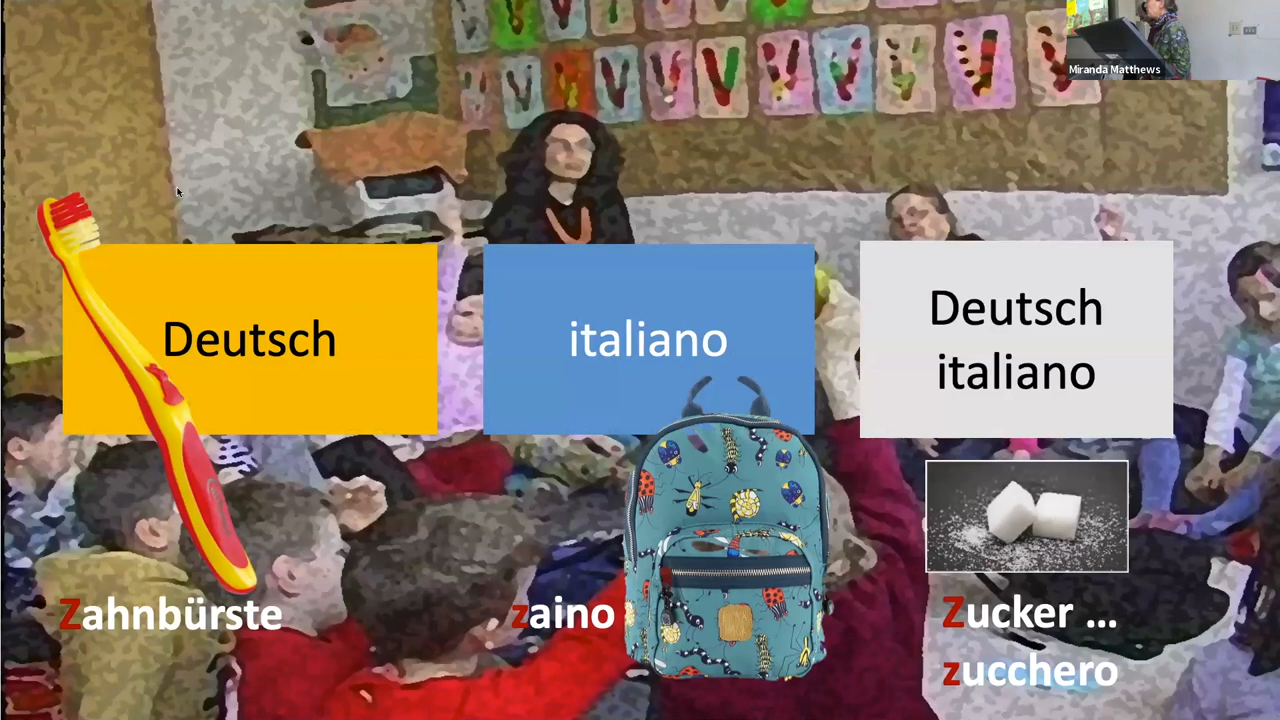 Miranda Matthews
Deutsch
italiano
Deutsch
italiano
Zahnbürste
zaino
Zucker ...
zucchero